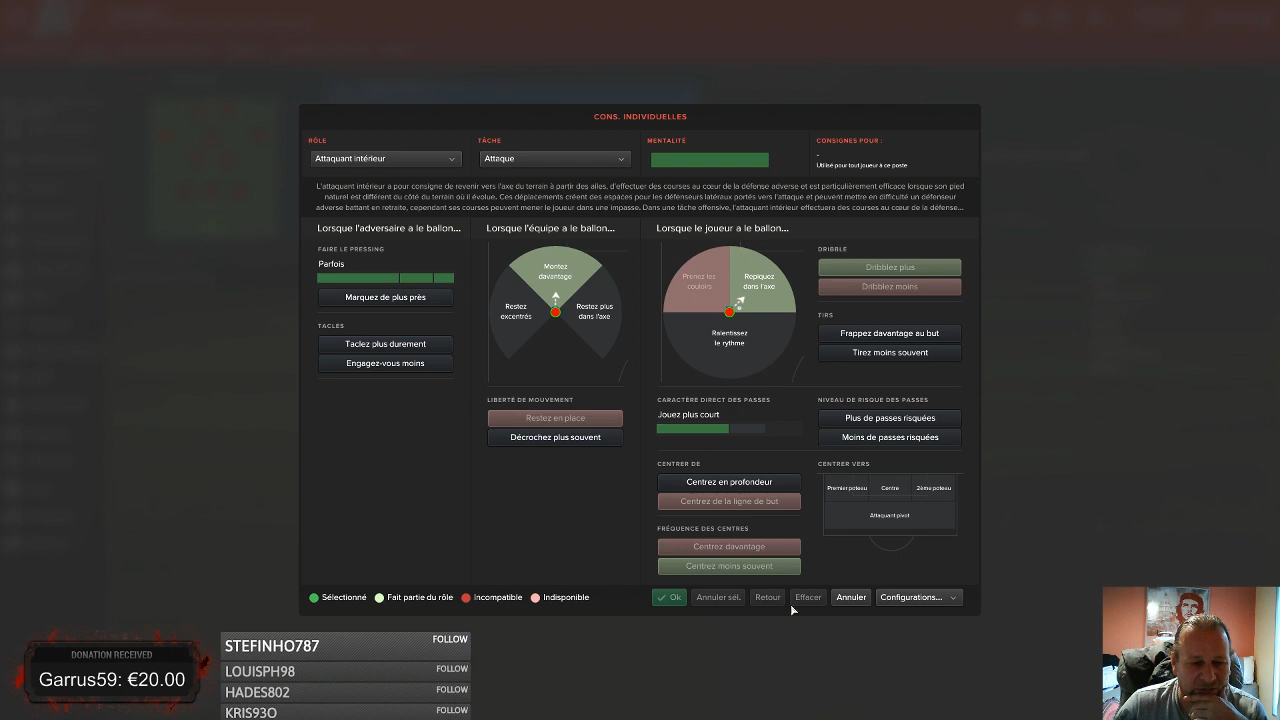 CONS. INDIVIDUELLES
RÔLE
TÂCHE
MENTALITÉ
CONSIGNES POUR :
Attaquant intérieur
Attaque
-
Utilisé pour tout joueur à ce poste
L'attaquant intérieur a pour consigne de revenir vers l'axe du terrain à partir des ailes, d'effectuer des courses au cœur de la défense adverse et est particulièrement efficace lorsque son pied
naturel est différent du côté du terrain où il évolue. Ces déplacements créent des espaces pour les défenseurs latéraux portés vers l'attaque et peuvent mettre en difficulté un défenseur
adverse battant en retraite, cependant ses courses peuvent mener le joueur dans une impasse. Dans une tâche offensive, l'attaquant intérieur effectuera des courses au cœur de la défense...
Lorsque l'adversaire a le ballon...
FAIRE LE PRESSING
Parfois
Marquez de plus près
TACLES
Taclez plus durement
Engagez-vous moins
Lorsque l'équipe a le ballon...
Montez
davantage
Restez
excentrés
Restez plus
dans l'axe
LIBERTÉ DE MOUVEMENT
Restez en place
Décrochez plus souvent
Lorsque le joueur a le ballon...
Prenez les
couloirs
Repiquez
dans l'axe
Ralentissez
le rythme
DRIBBLE
Dribblez plus
Dribblez moins
TIRS
Frappez davantage au but
Tirez moins souvent
CARACTÈRE DIRECT DES PASSES
Jouez plus court
NIVEAU DE RISQUE DES PASSES
Plus de passes risquées
Moins de passes risquées
CENTRER DE
Centrez en profondeur
Centrez de la ligne de but
CENTRER VERS
Premier poteau
Centre
2ème poteau
Attaquant pivot
FRÉQUENCE DES CENTRES
Centrez davantage
Centrez moins souvent
Sélectionné
Fait partie du rôle
Incompatible
Indisponible
Ok
Annuler sél.
Retour
Effacer
Annuler
Configurations...
DONATION RECEIVED
Garrus59: €20.00
STEFINHO787 FOLLOW
LOUISPH98 FOLLOW
HADES802 FOLLOW
KRIS93O FOLLOW